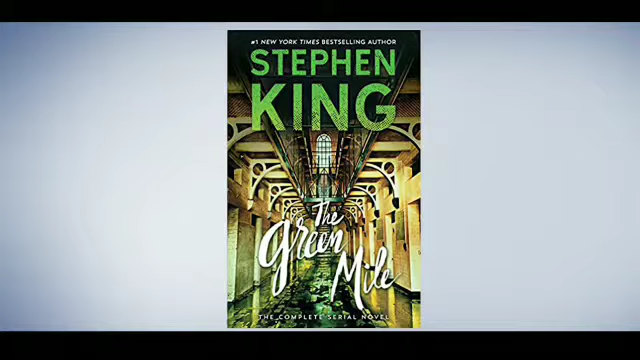 #1 NEW YORK TIMES BESTSELLING AUTHOR
STEPHEN
KING
The
green
Mile
THE COMPLETE SERIAL NOVEL